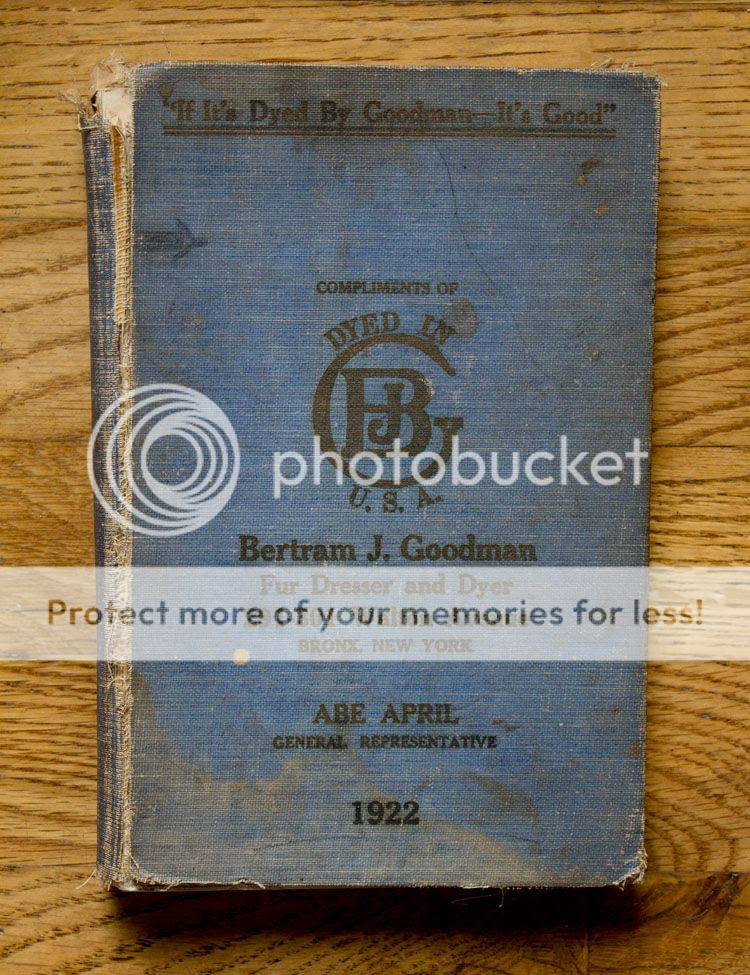 "If It's Dyed By Goodman—It's Good"
COMPLIMENTS OF
DYED IN
BJG
U. S. A.
photobucket
Bertram J. Goodman
Fur Dresser and Dyer
Protect more of your memories for less!
BRONX, NEW YORK
ABE APRIL
GENERAL REPRESENTATIVE
1922